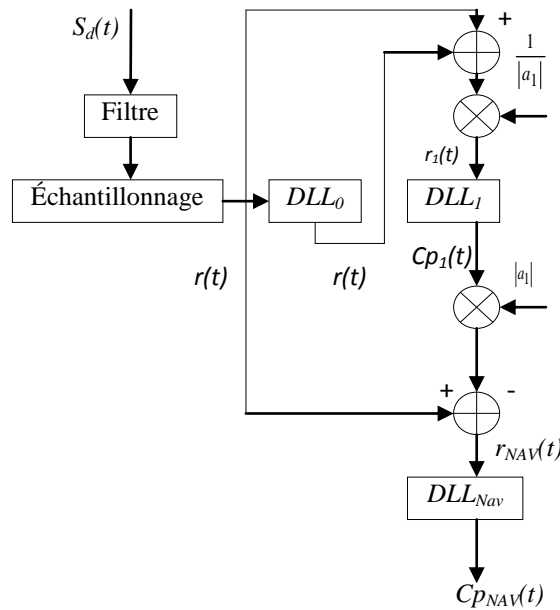 S_d(t)
+
1/|a_1|
Filtre
r_1(t)
Échantillonnage
DLL_0
DLL_1
r(t)
r(t)
Cp_1(t)
|a_1|
+
-
r_NAV(t)
DLL_Nav
Cp_NAV(t)